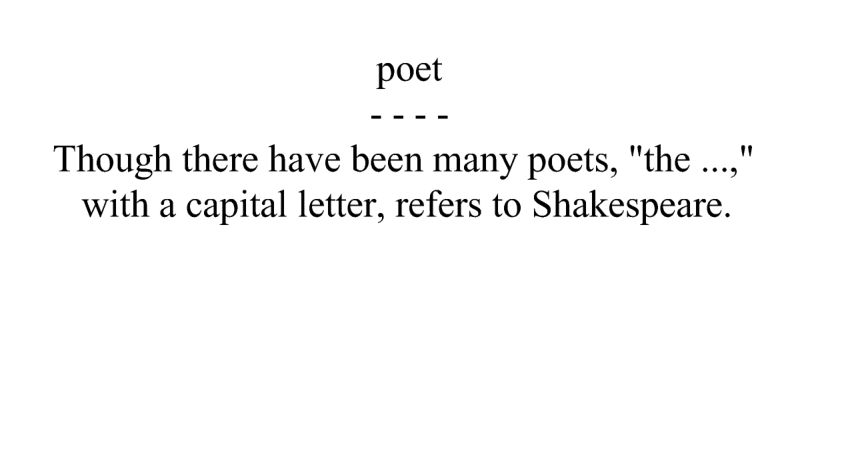 poet
- - - -
Though there have been many poets, "the ...,"
with a capital letter, refers to Shakespeare.